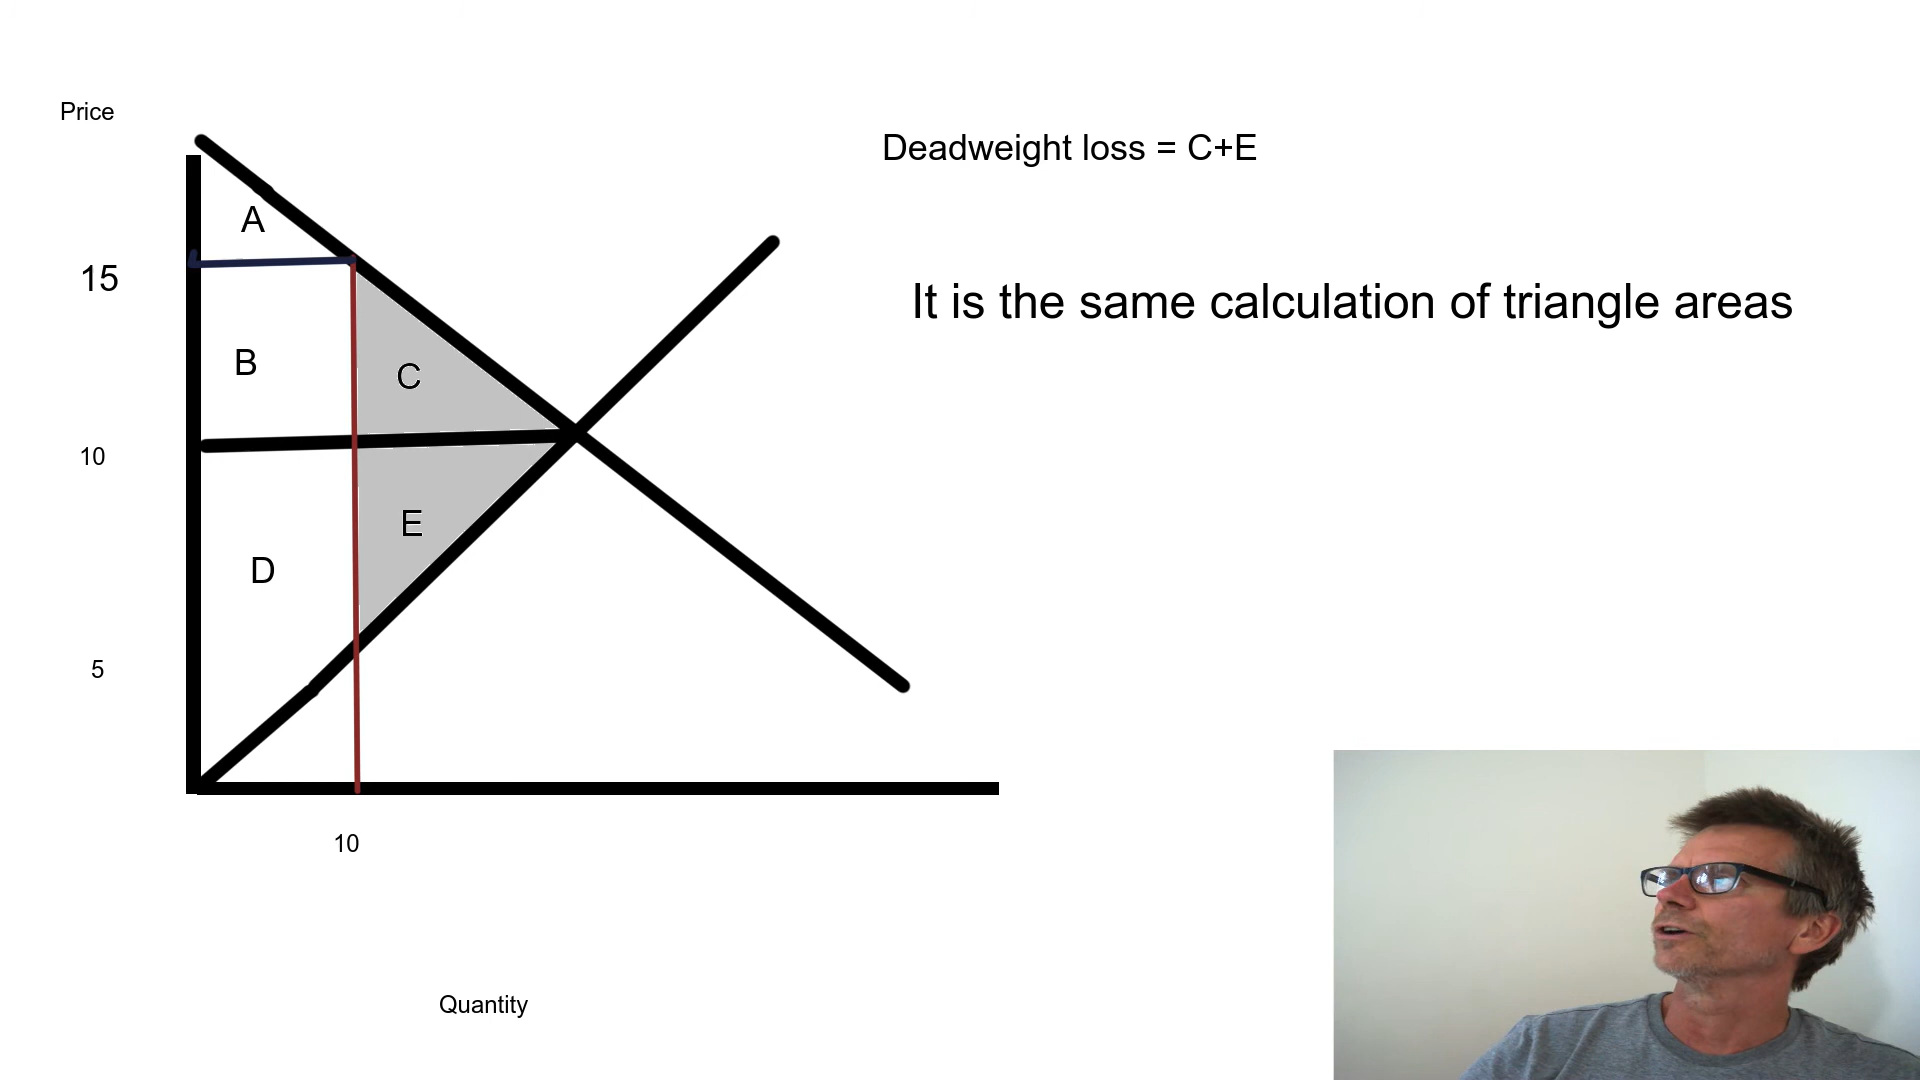 Price
Deadweight loss = C+E
A
15
It is the same calculation of triangle areas
B
C
10
E
D
5
10
Quantity